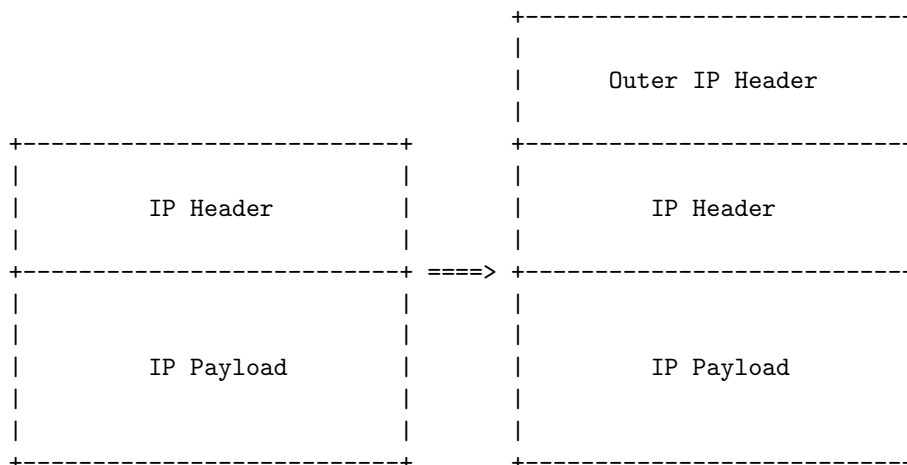 Outer IP Header
IP Header IP Header
====>
IP Payload IP Payload